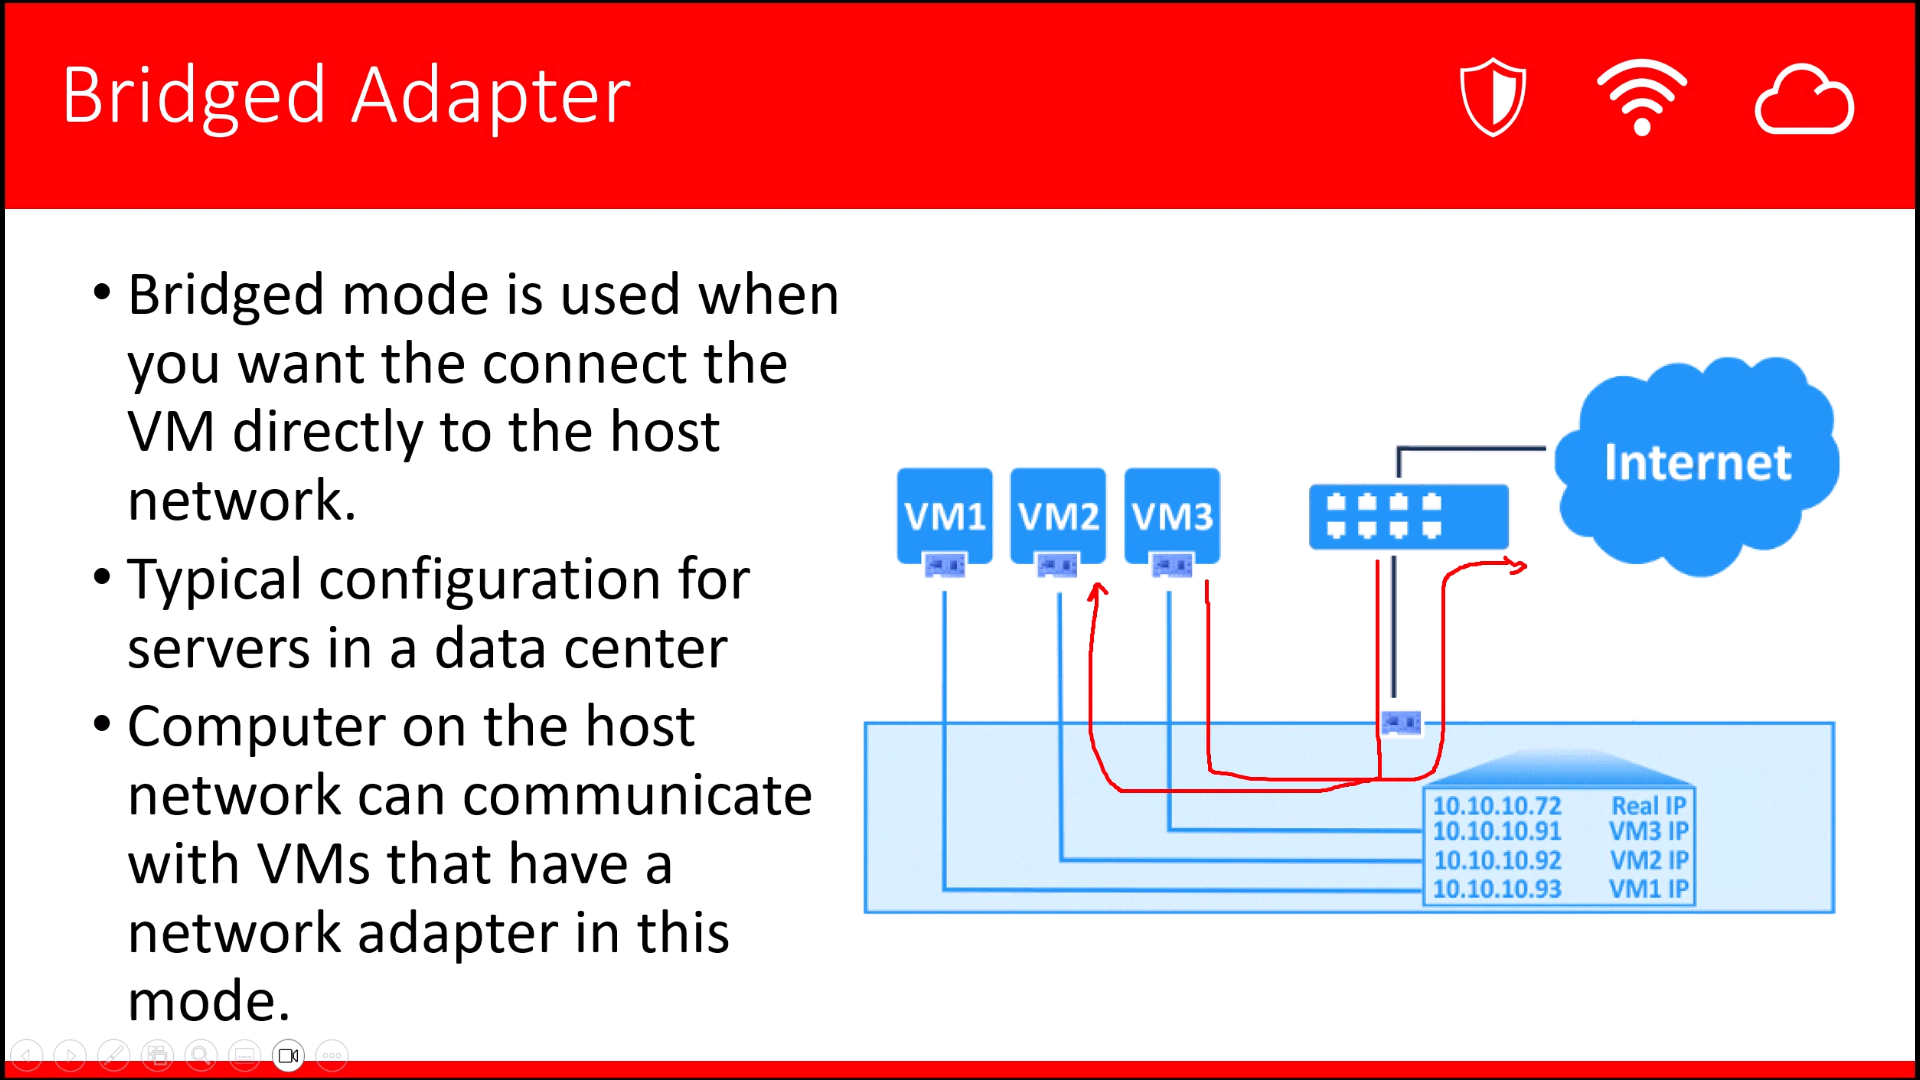 Bridged Adapter
• Bridged mode is used when
you want the connect the
VM directly to the host
network.
• Typical configuration for
servers in a data center
• Computer on the host
network can communicate
with VMs that have a
network adapter in this
mode.
Internet
VM1 VM2 VM3
10.10.10.72 Real IP
10.10.10.91 VM3 IP
10.10.10.92 VM2 IP
10.10.10.93 VM1 IP